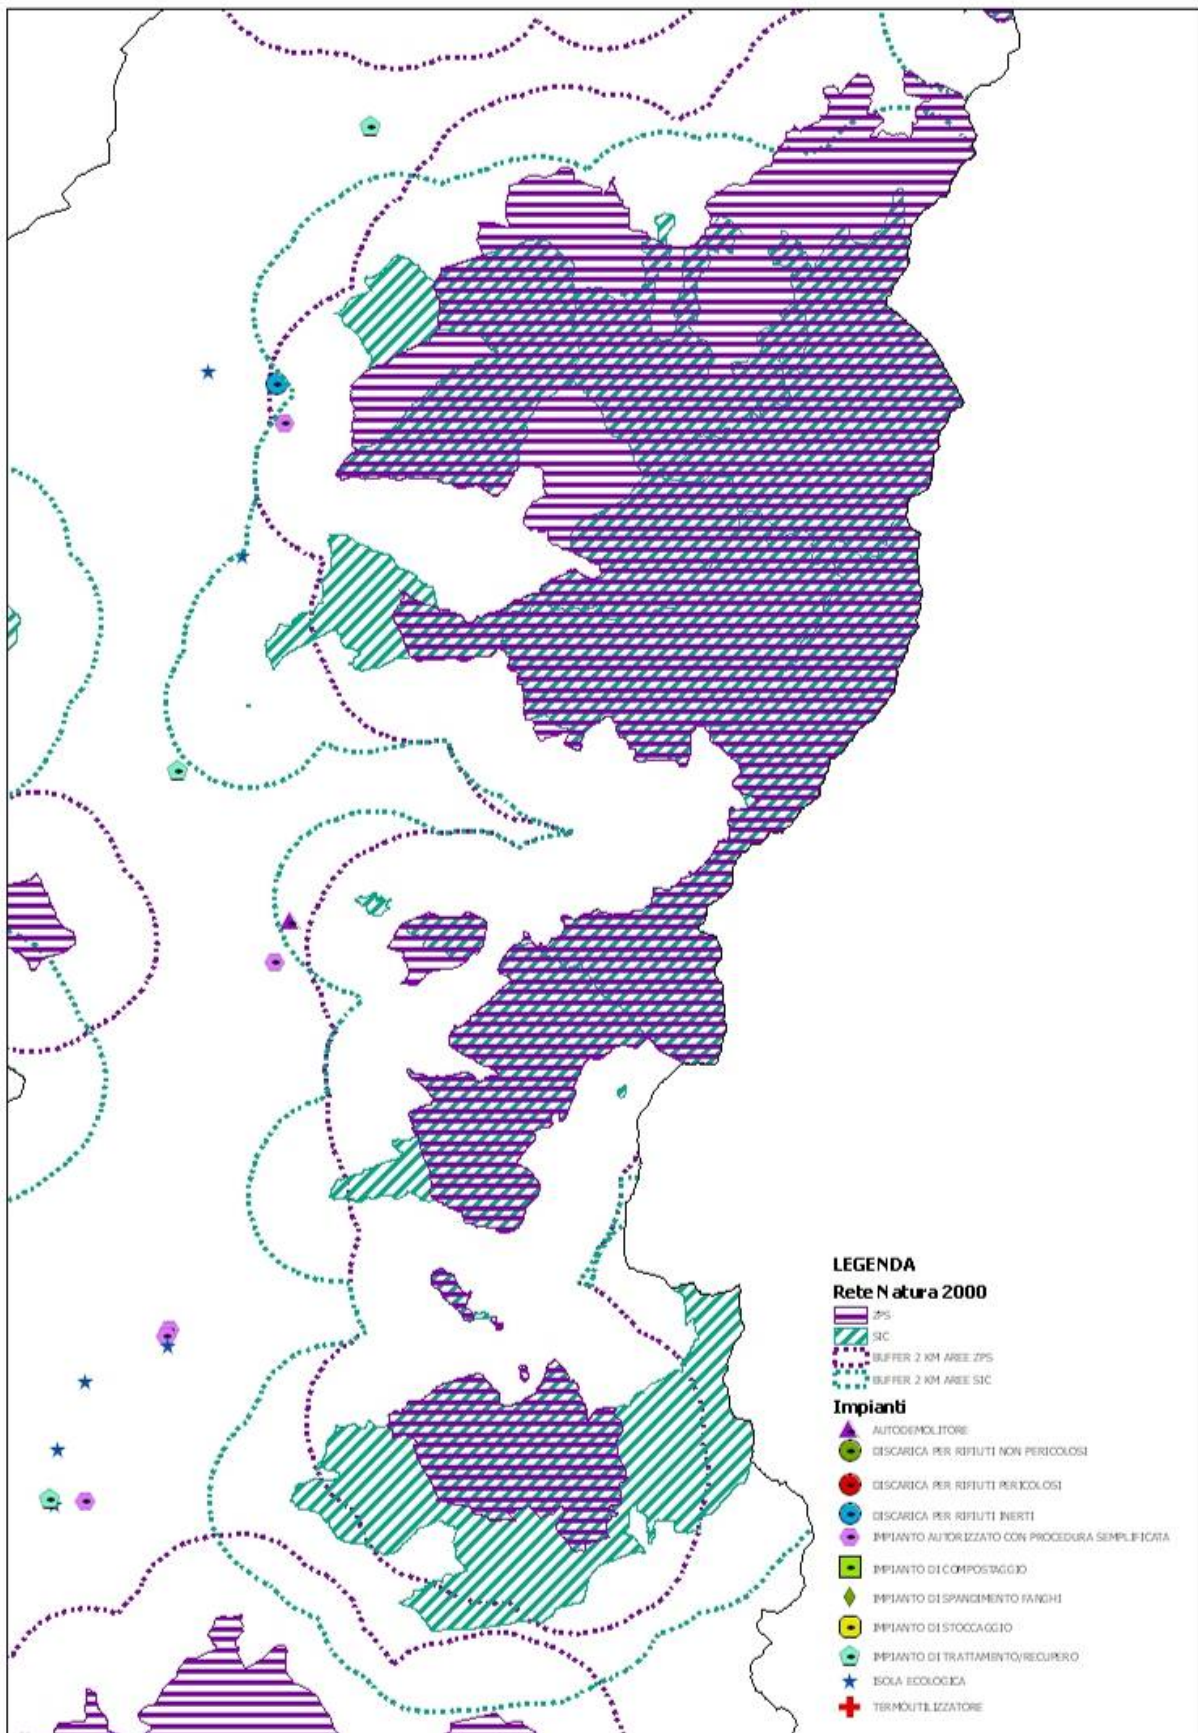 LEGENDA
Rete Natura 2000
ZPS
SIC
BUFFER 2 KM AREE ZPS
BUFFER 2 KM AREE SIC
Impianti
AUTODEMOLITORE
DISCARICA PER RIFIUTI NON PERICOLOSI
DISCARICA PER RIFIUTI PERICOLOSI
DISCARICA PER RIFIUTI INERTI
IMPIANTO AUTORIZZATO CON PROCEDURA SEMPLIFICATA
IMPIANTO DI COMPOSTAGGIO
IMPIANTO DI SPANDIMENTO FANGHI
IMPIANTO DI STOCCAGGIO
IMPIANTO DI TRATTAMENTO/RECUPERO
ISOLA ECOLOGICA
TERMOUTILIZZATORE